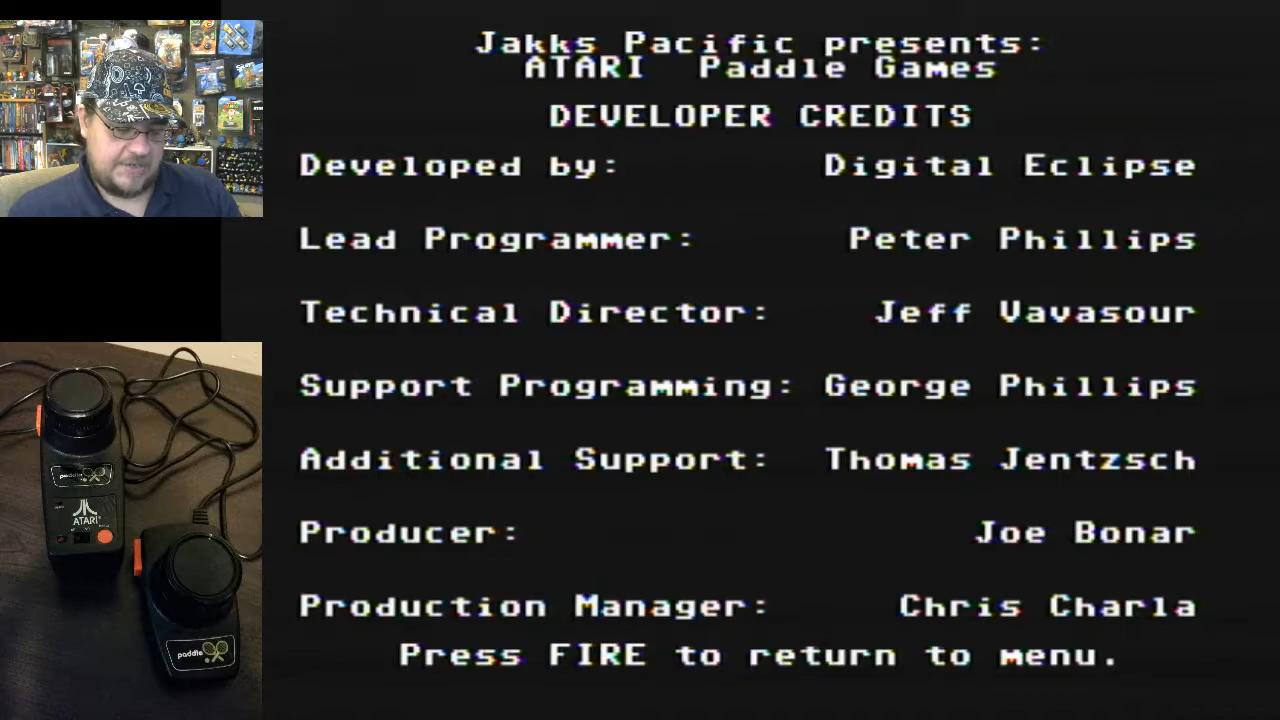 Jakks Pacific presents:
ATARI Paddle Games
DEVELOPER CREDITS
Developed by: Digital Eclipse
Lead Programmer: Peter Phillips
Technical Director: Jeff Vavasour
Support Programming: George Phillips
Additional Support: Thomas Jentzsch
Producer: Joe Bonar
Production Manager: Chris Charla
Press FIRE to return to menu.
paddle
ATARI
paddle